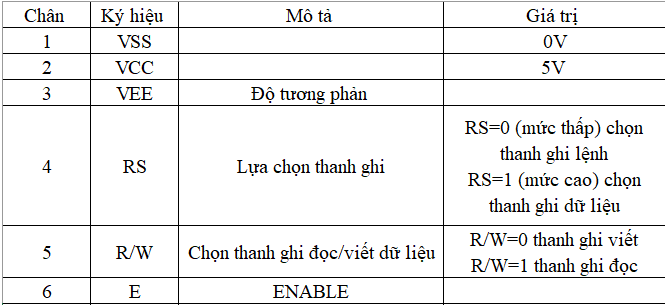 Chân Ký hiệu Mô tả Giá trị
1 VSS 0V
2 VCC 5V
3 VEE Độ tương phản
4 RS Lựa chọn thanh ghi RS=0 (mức thấp) chọn
thanh ghi lệnh
RS=1 (mức cao) chọn
thanh ghi dữ liệu
5 R/W Chọn thanh ghi đọc/viết dữ liệu R/W=0 thanh ghi viết
R/W=1 thanh ghi đọc
6 E ENABLE